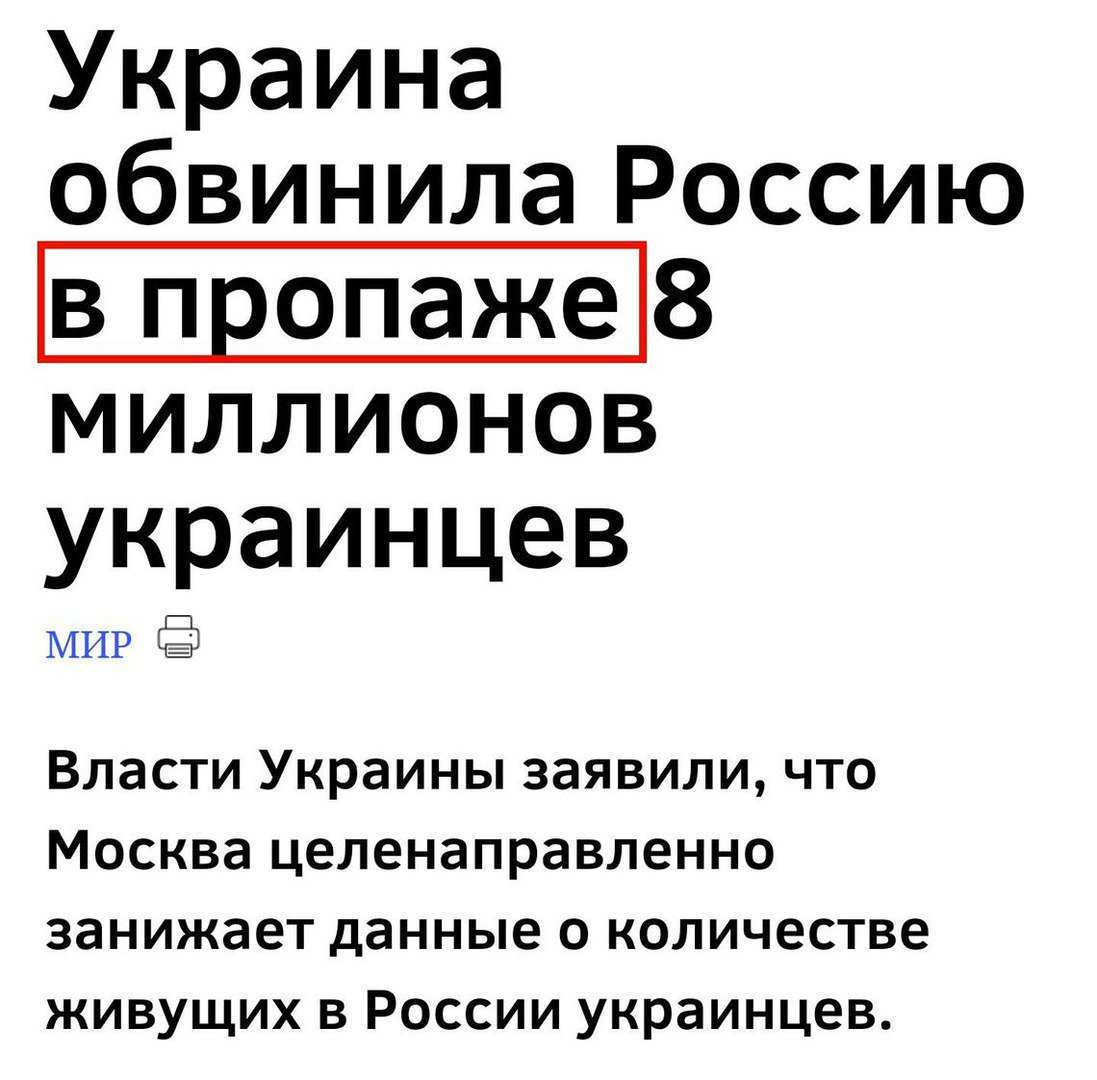 Украина
обвинила Россию
в пропаже 8
миллионов
украинцев
МИР
Власти Украины заявили, что
Москва целенаправленно
занижает данные о количестве
живущих в России украинцев.